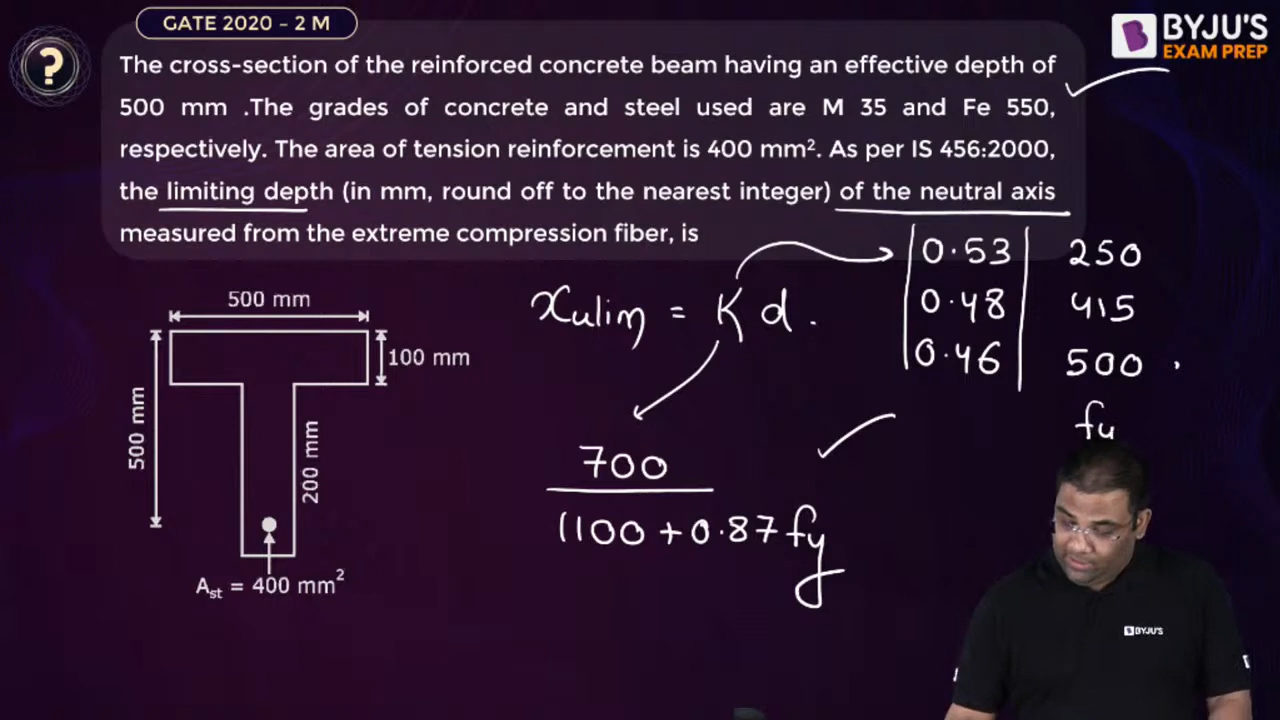 GATE 2020 – 2 M
BYJU'S
EXAM PREP
?
The cross-section of the reinforced concrete beam having an effective depth of
500 mm .The grades of concrete and steel used are M 35 and Fe 550,
respectively. The area of tension reinforcement is 400 mm². As per IS 456:2000,
the limiting depth (in mm, round off to the nearest integer) of the neutral axis
measured from the extreme compression fiber, is
0.53 250
0.48 415
0.46 500
fy
xulim = K d.
700
1100 + 0.87 fy
500 mm
100 mm
500 mm
200 mm
Ast = 400 mm²
BYJU'S